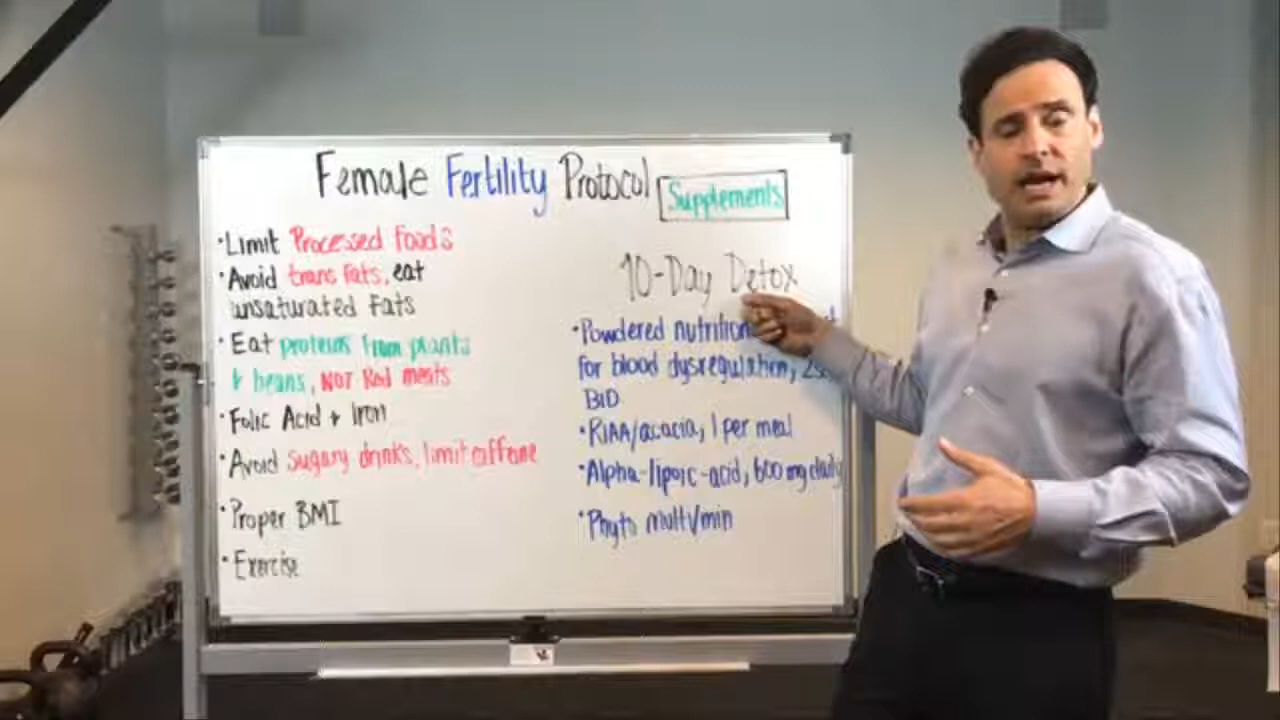 Female Fertility Protocol
Supplements
•Limit Processed foods
•Avoid trans fats, eat
unsaturated fats
•Eat proteins from plants
& beans, NOT Red meats
•Folic Acid + Iron
•Avoid sugary drinks, limit caffeine
•Proper BMI
•Exercise
10-Day Detox
•Powdered nutrition
for blood dysregulation,
BID
•RIAA/acacia, 1 per meal
•Alpha-lipoic-acid, 600 mg daily
•Phyto multi/min